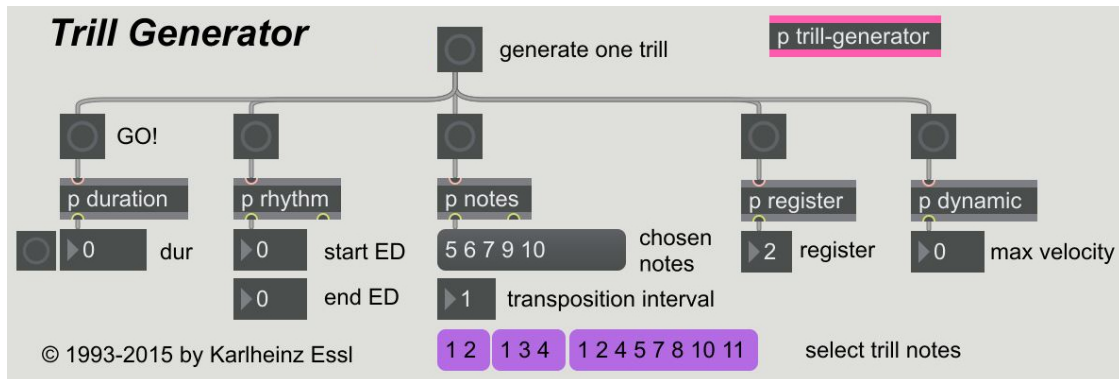 Trill Generator
generate one trill
p trill-generator
GO!
p duration
p rhythm
p notes
p register
p dynamic
0
dur
0
start ED
5 6 7 9 10
chosen
notes
2
register
0
max velocity
0
end ED
1
transposition interval
© 1993-2015 by Karlheinz Essl
1 2
1 3 4
1 2 4 5 7 8 10 11
select trill notes